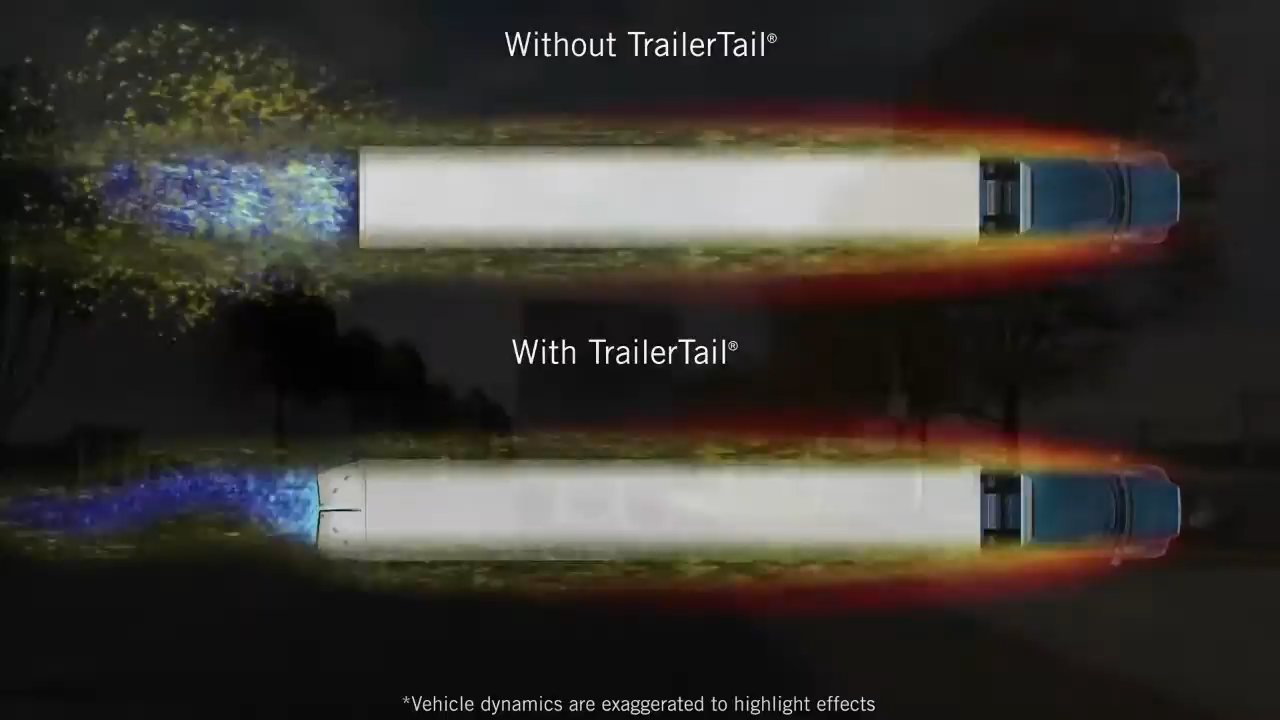 Without TrailerTail®
With TrailerTail®
*Vehicle dynamics are exaggerated to highlight effects